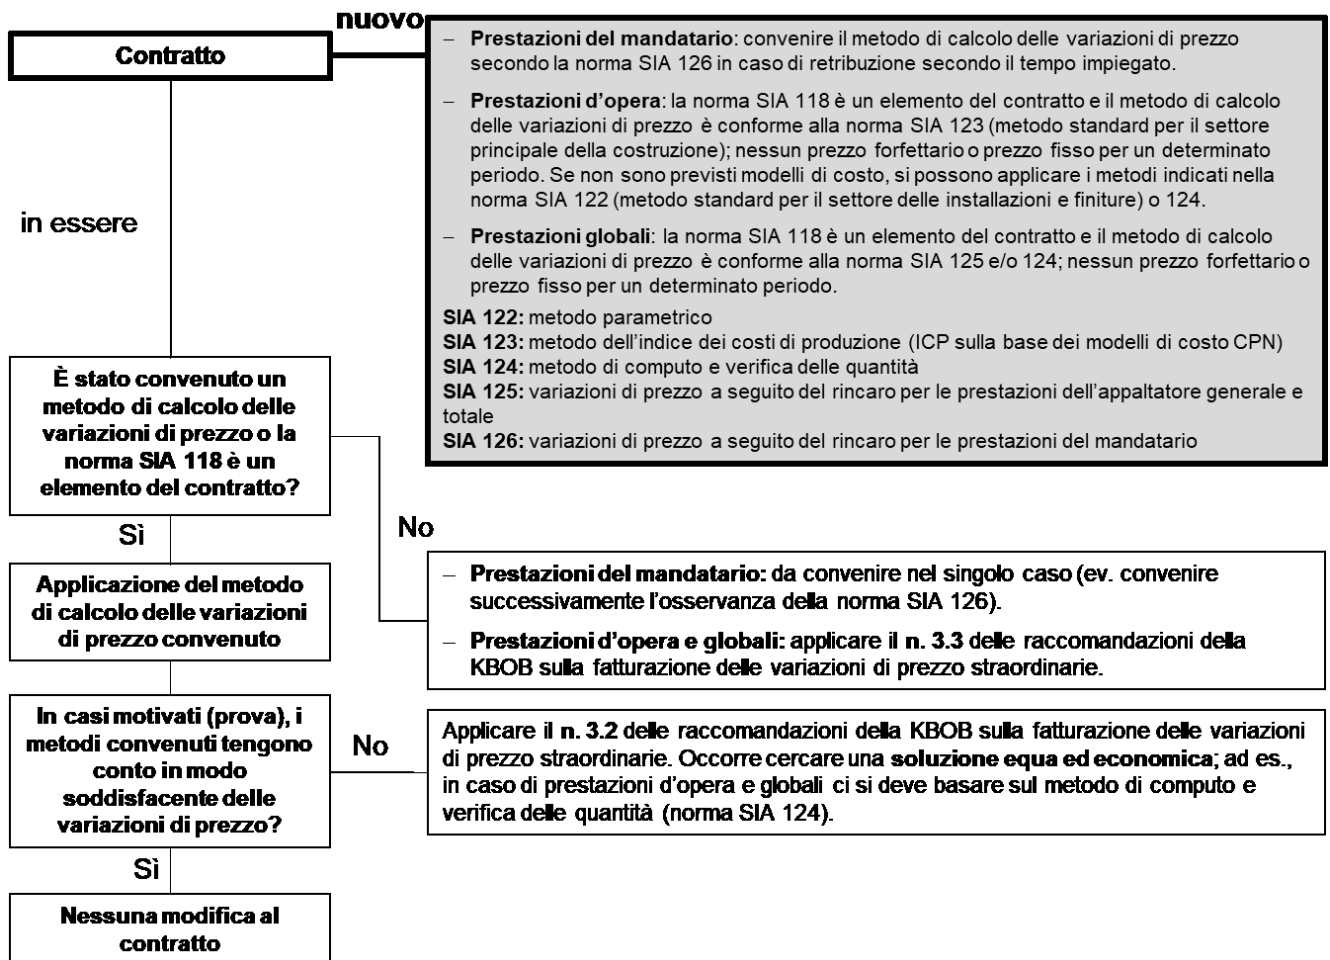 nuovo
Contratto
– Prestazioni del mandatario: convenire il metodo di calcolo delle variazioni di prezzo
secondo la norma SIA 126 in caso di retribuzione secondo il tempo impiegato.
– Prestazioni d’opera: la norma SIA 118 è un elemento del contratto e il metodo di calcolo
delle variazioni di prezzo è conforme alla norma SIA 123 (metodo standard per il settore
principale della costruzione); nessun prezzo forfettario o prezzo fisso per un determinato
periodo. Se non sono previsti modelli di costo, si possono applicare i metodi indicati nella
norma SIA 122 (metodo standard per il settore delle installazioni e finiture) o 124.
– Prestazioni globali: la norma SIA 118 è un elemento del contratto e il metodo di calcolo
delle variazioni di prezzo è conforme alla norma SIA 125 e/o 124; nessun prezzo forfettario o
prezzo fisso per un determinato periodo.
SIA 122: metodo parametrico
SIA 123: metodo dell’indice dei costi di produzione (ICP sulla base dei modelli di costo CPN)
SIA 124: metodo di computo e verifica delle quantità
SIA 125: variazioni di prezzo a seguito del rincaro per le prestazioni dell’appaltatore generale e
totale
SIA 126: variazioni di prezzo a seguito del rincaro per le prestazioni del mandatario
in essere
È stato convenuto un
metodo di calcolo delle
variazioni di prezzo o la
norma SIA 118 è un
elemento del contratto?
No
Sì
– Prestazioni del mandatario: da convenire nel singolo caso (ev. convenire
successivamente l’osservanza della norma SIA 126).
– Prestazioni d’opera e globali: applicare il n. 3.3 delle raccomandazioni della
KBOB sulla fatturazione delle variazioni di prezzo straordinarie.
Applicazione del metodo
di calcolo delle variazioni
di prezzo convenuto
In casi motivati (prova), i
metodi convenuti tengono
conto in modo
soddisfacente delle
variazioni di prezzo?
No
Applicare il n. 3.2 delle raccomandazioni della KBOB sulla fatturazione delle variazioni
di prezzo straordinarie. Occorre cercare una soluzione equa ed economica; ad es.,
in caso di prestazioni d’opera e globali ci si deve basare sul metodo di computo e
verifica delle quantità (norma SIA 124).
Sì
Nessuna modifica al
contratto